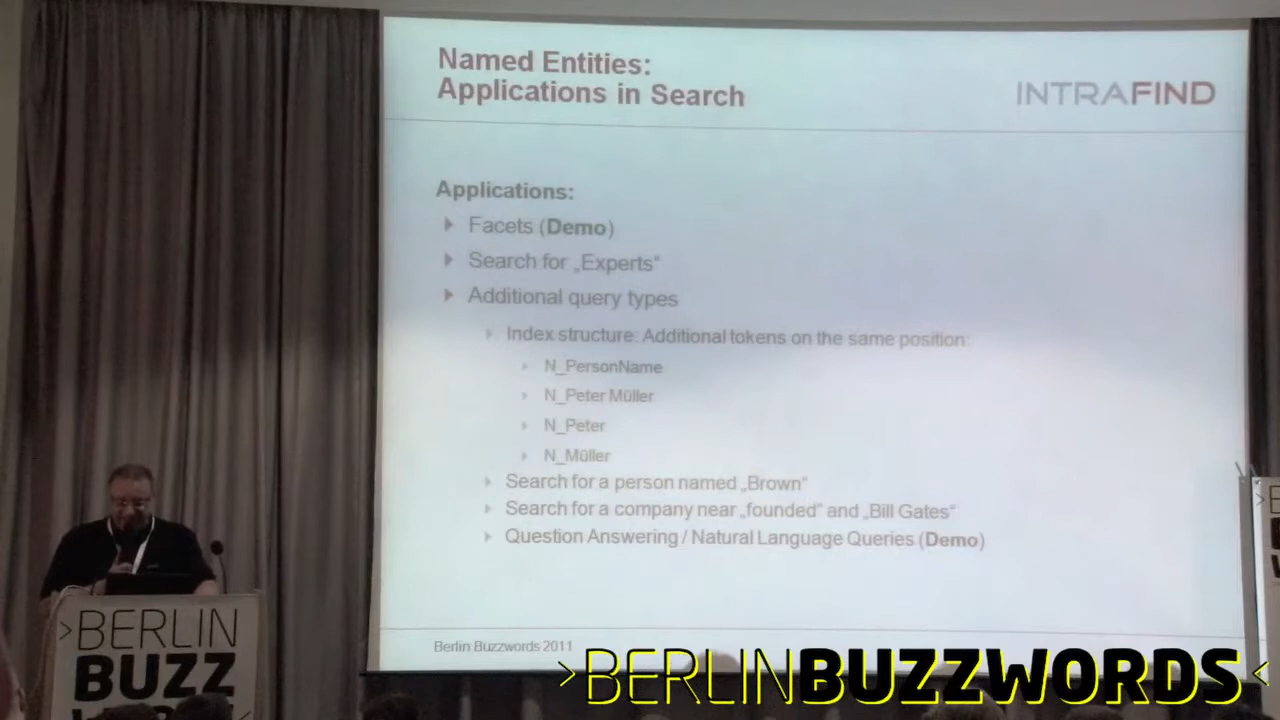 Named Entities:
Applications in Search
INTRAFIND
Applications:
Facets (Demo)
Search for „Experts“
Additional query types
Index structure: Additional tokens on the same position:
N_PersonName
N_Peter Müller
N_Peter
N_Müller
Search for a person named „Brown“
Search for a company near „founded“ and „Bill Gates“
Question Answering / Natural Language Queries (Demo)
Berlin Buzzwords 2011
>BERLIN
BUZZ
>BERLINBUZZWORDS<